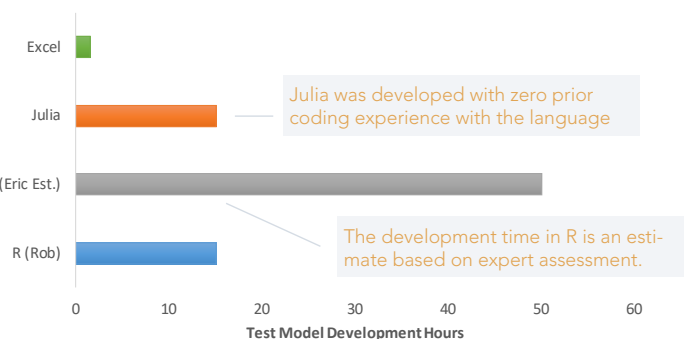 Excel
Julia was developed with zero prior
coding experience with the language
Julia
(Eric Est.)
The development time in R is an esti-
mate based on expert assessment.
R (Rob)
0 10 20 30 40 50 60
Test Model Development Hours